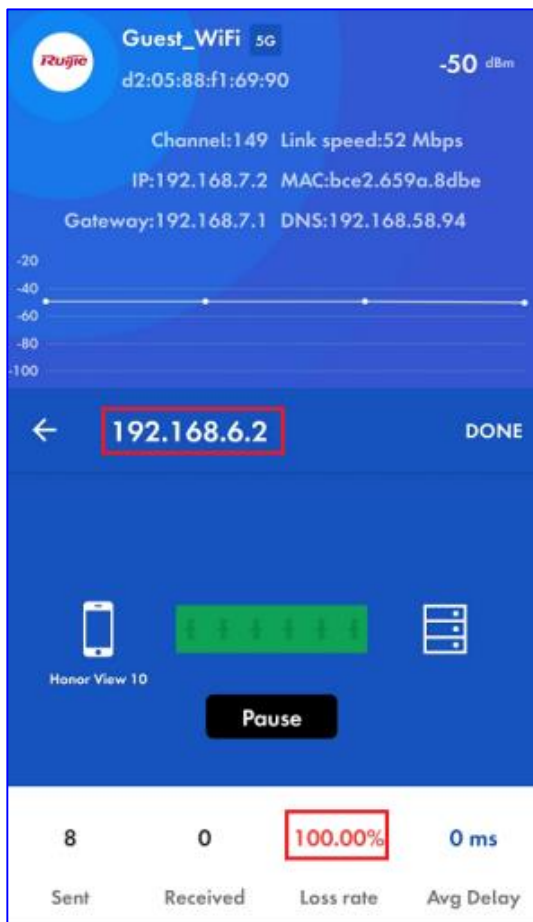 Ruijie
Guest_WiFi 5G
d2:05:88:f1:69:90
-50 dBm
Channel:149 Link speed:52 Mbps
IP:192.168.7.2 MAC:bce2.659a.8dbe
Gateway:192.168.7.1 DNS:192.168.58.94
-20
-40
-60
-80
-100
192.168.6.2 DONE
Honor View 10
Pause
8 0 100.00% 0 ms
Sent Received Loss rate Avg Delay